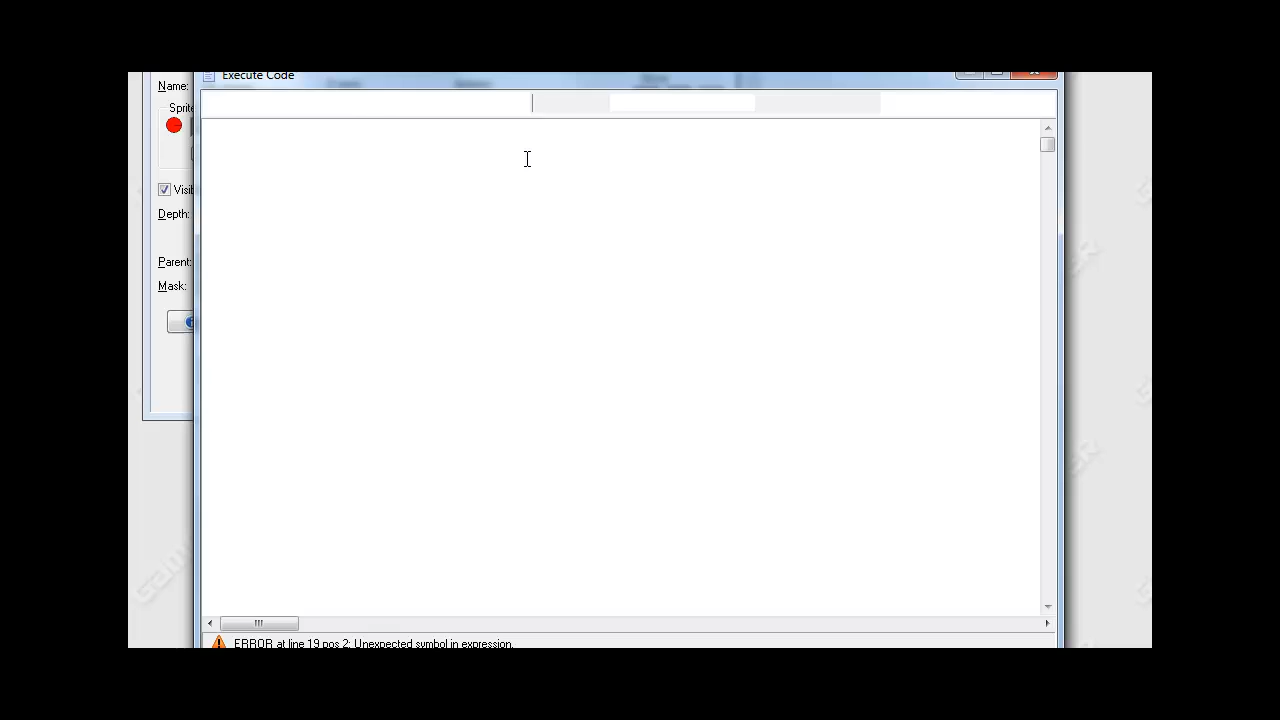 Execute Code
Name:
Sprite
Visib
Depth:
Parent:
Mask:
ERROR at line 19 pos 2: Unexpected symbol in expression.